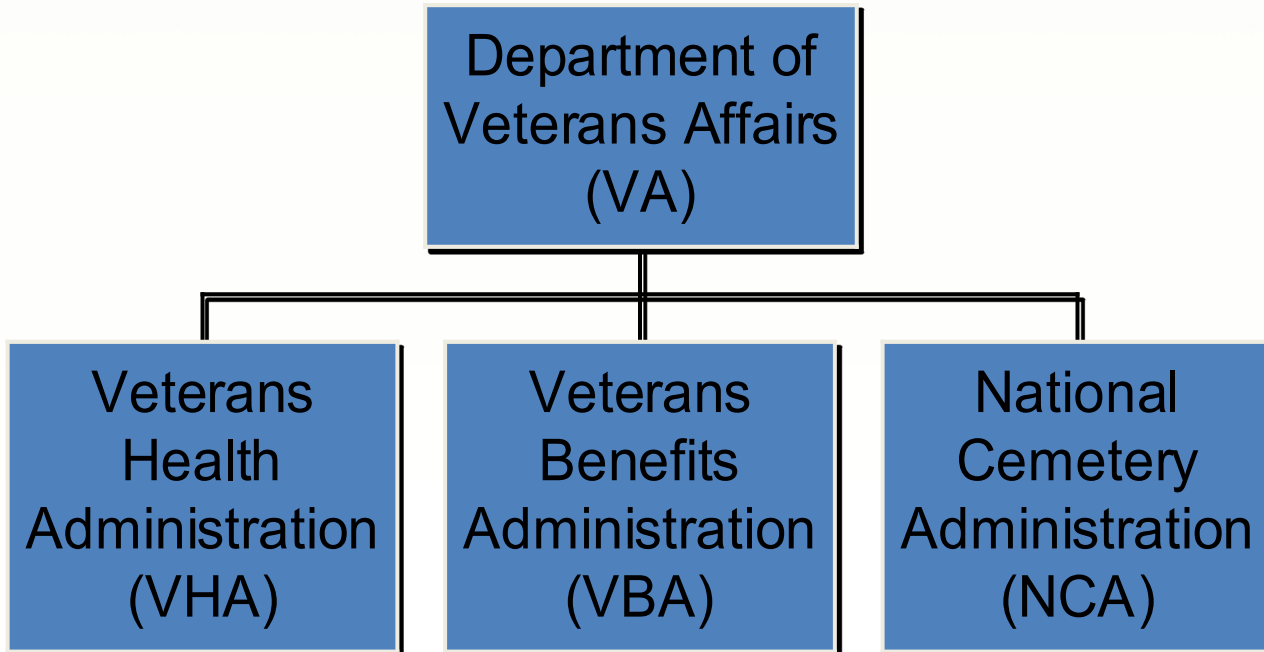 Department of
Veterans Affairs
(VA)
Veterans
Health
Administration
(VHA)
Veterans
Benefits
Administration
(VBA)
National
Cemetery
Administration
(NCA)